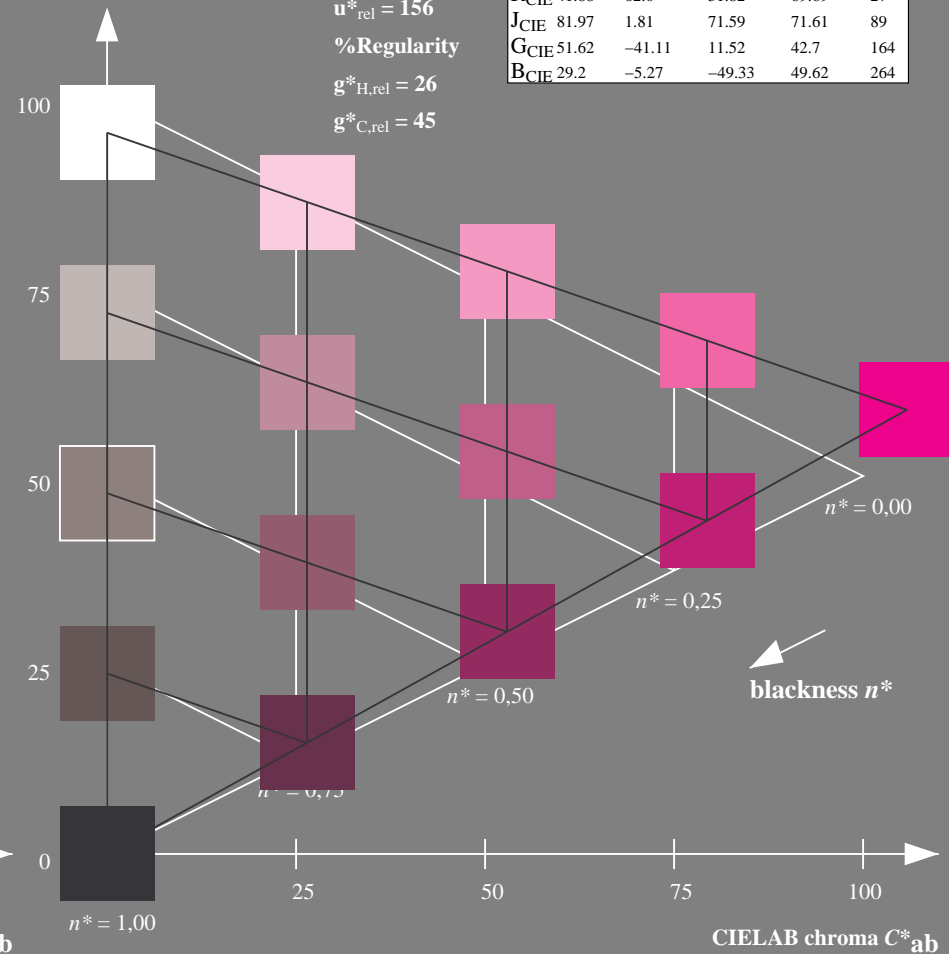 u*rel = 156
%Regularity
g*H,rel = 26
g*C,rel = 45
JCIE 81.97 1.81 71.59 71.61 89
GCIE 51.62 −41.11 11.52 42.7 164
BCIE 29.2 −5.27 −49.33 49.62 264
100
75
50
25
0
n* = 0,00
n* = 0,25
n* = 0,50
n* = 0,75
n* = 1,00
blackness n*
25 50 75 100
b
CIELAB chroma C*ab